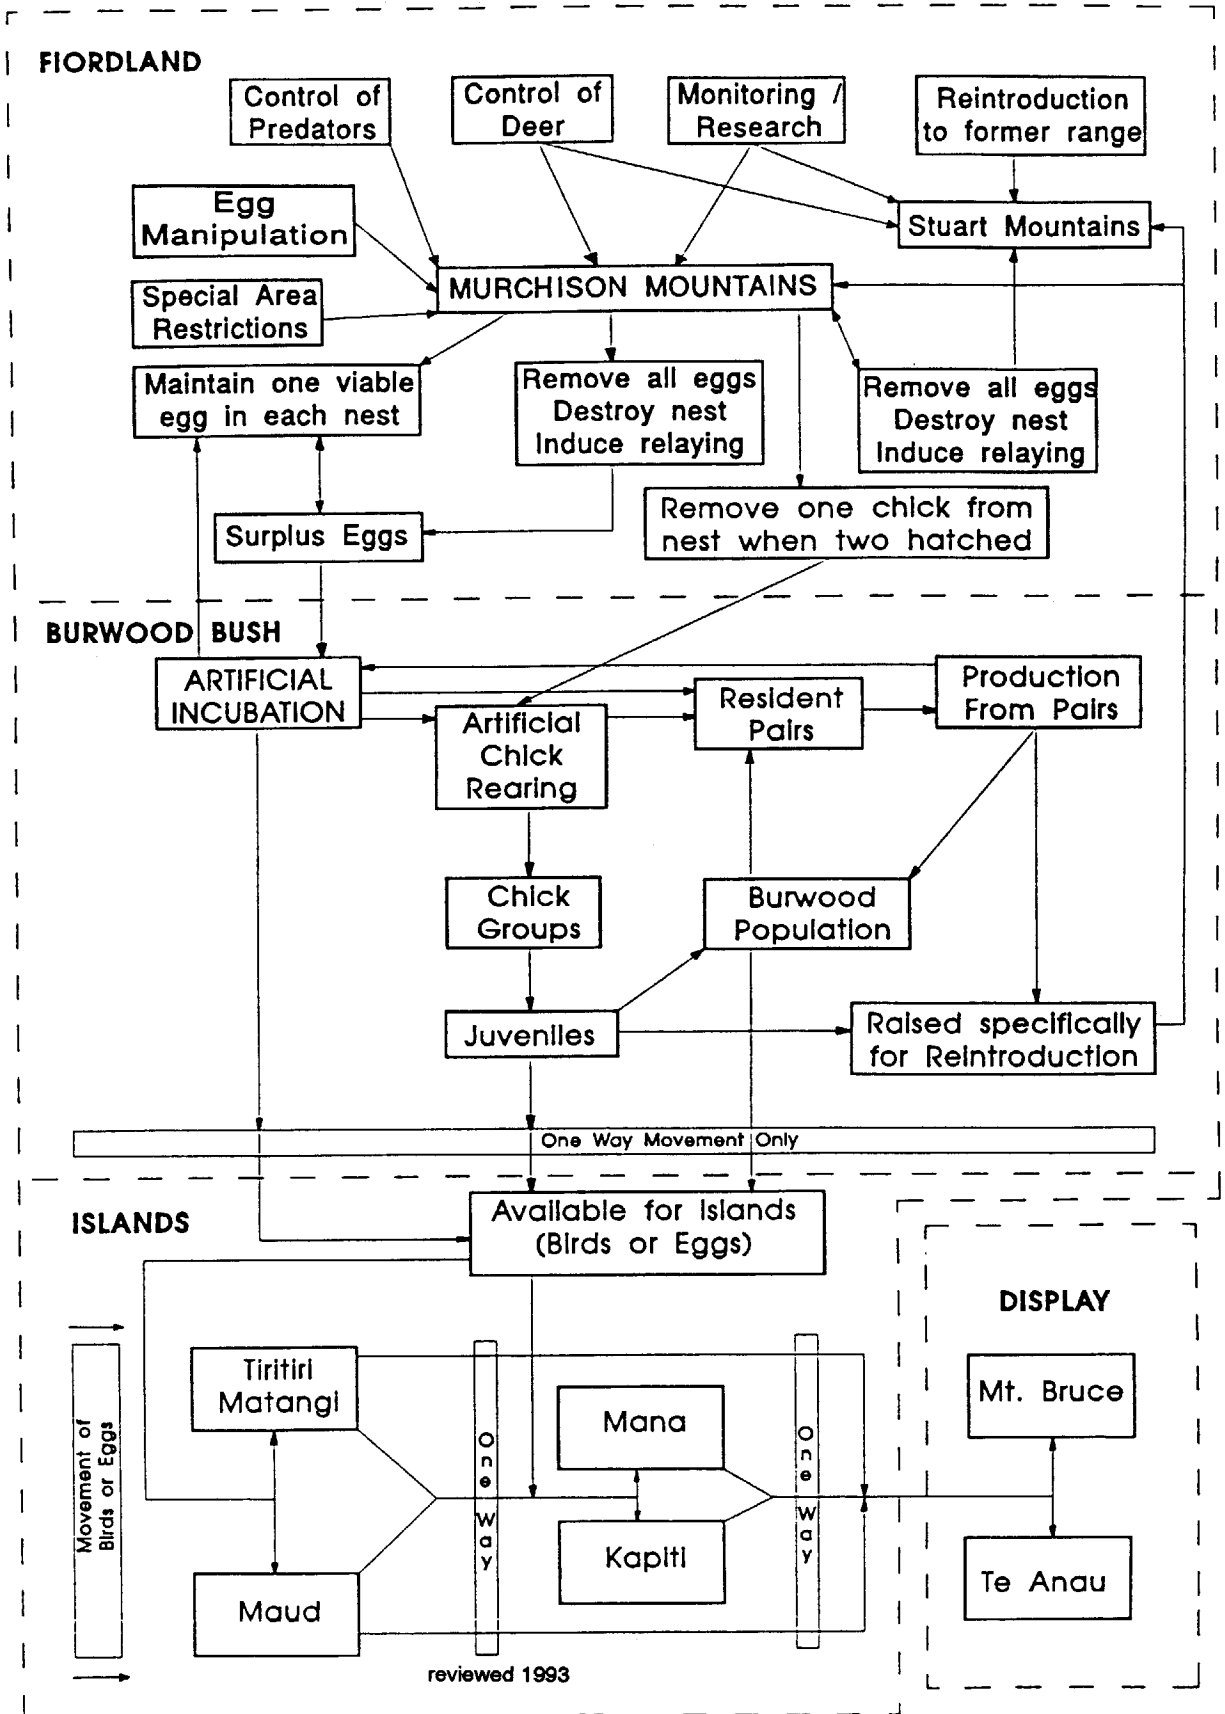 FIORDLAND
Control of
Predators
Control of
Deer
Monitoring /
Research
Reintroduction
to former range
Egg
Manipulation
Stuart Mountains
Special Area
Restrictions
MURCHISON MOUNTAINS
Maintain one viable
egg in each nest
Remove all eggs
Destroy nest
Induce relaying
Remove all eggs
Destroy nest
Induce relaying
Surplus Eggs
Remove one chick from
nest when two hatched
BURWOOD BUSH
ARTIFICIAL
INCUBATION
Artificial
Chick
Rearing
Resident
Pairs
Production
From Pairs
Chick
Groups
Burwood
Population
Juveniles
Raised specifically
for Reintroduction
One Way Movement Only
ISLANDS
Available for Islands
(Birds or Eggs)
DISPLAY
Movement of
Birds or Eggs
Tiritiri
Matangi
One Way
Mana
One Way
Mt. Bruce
Kapiti
Te Anau
Maud
reviewed 1993